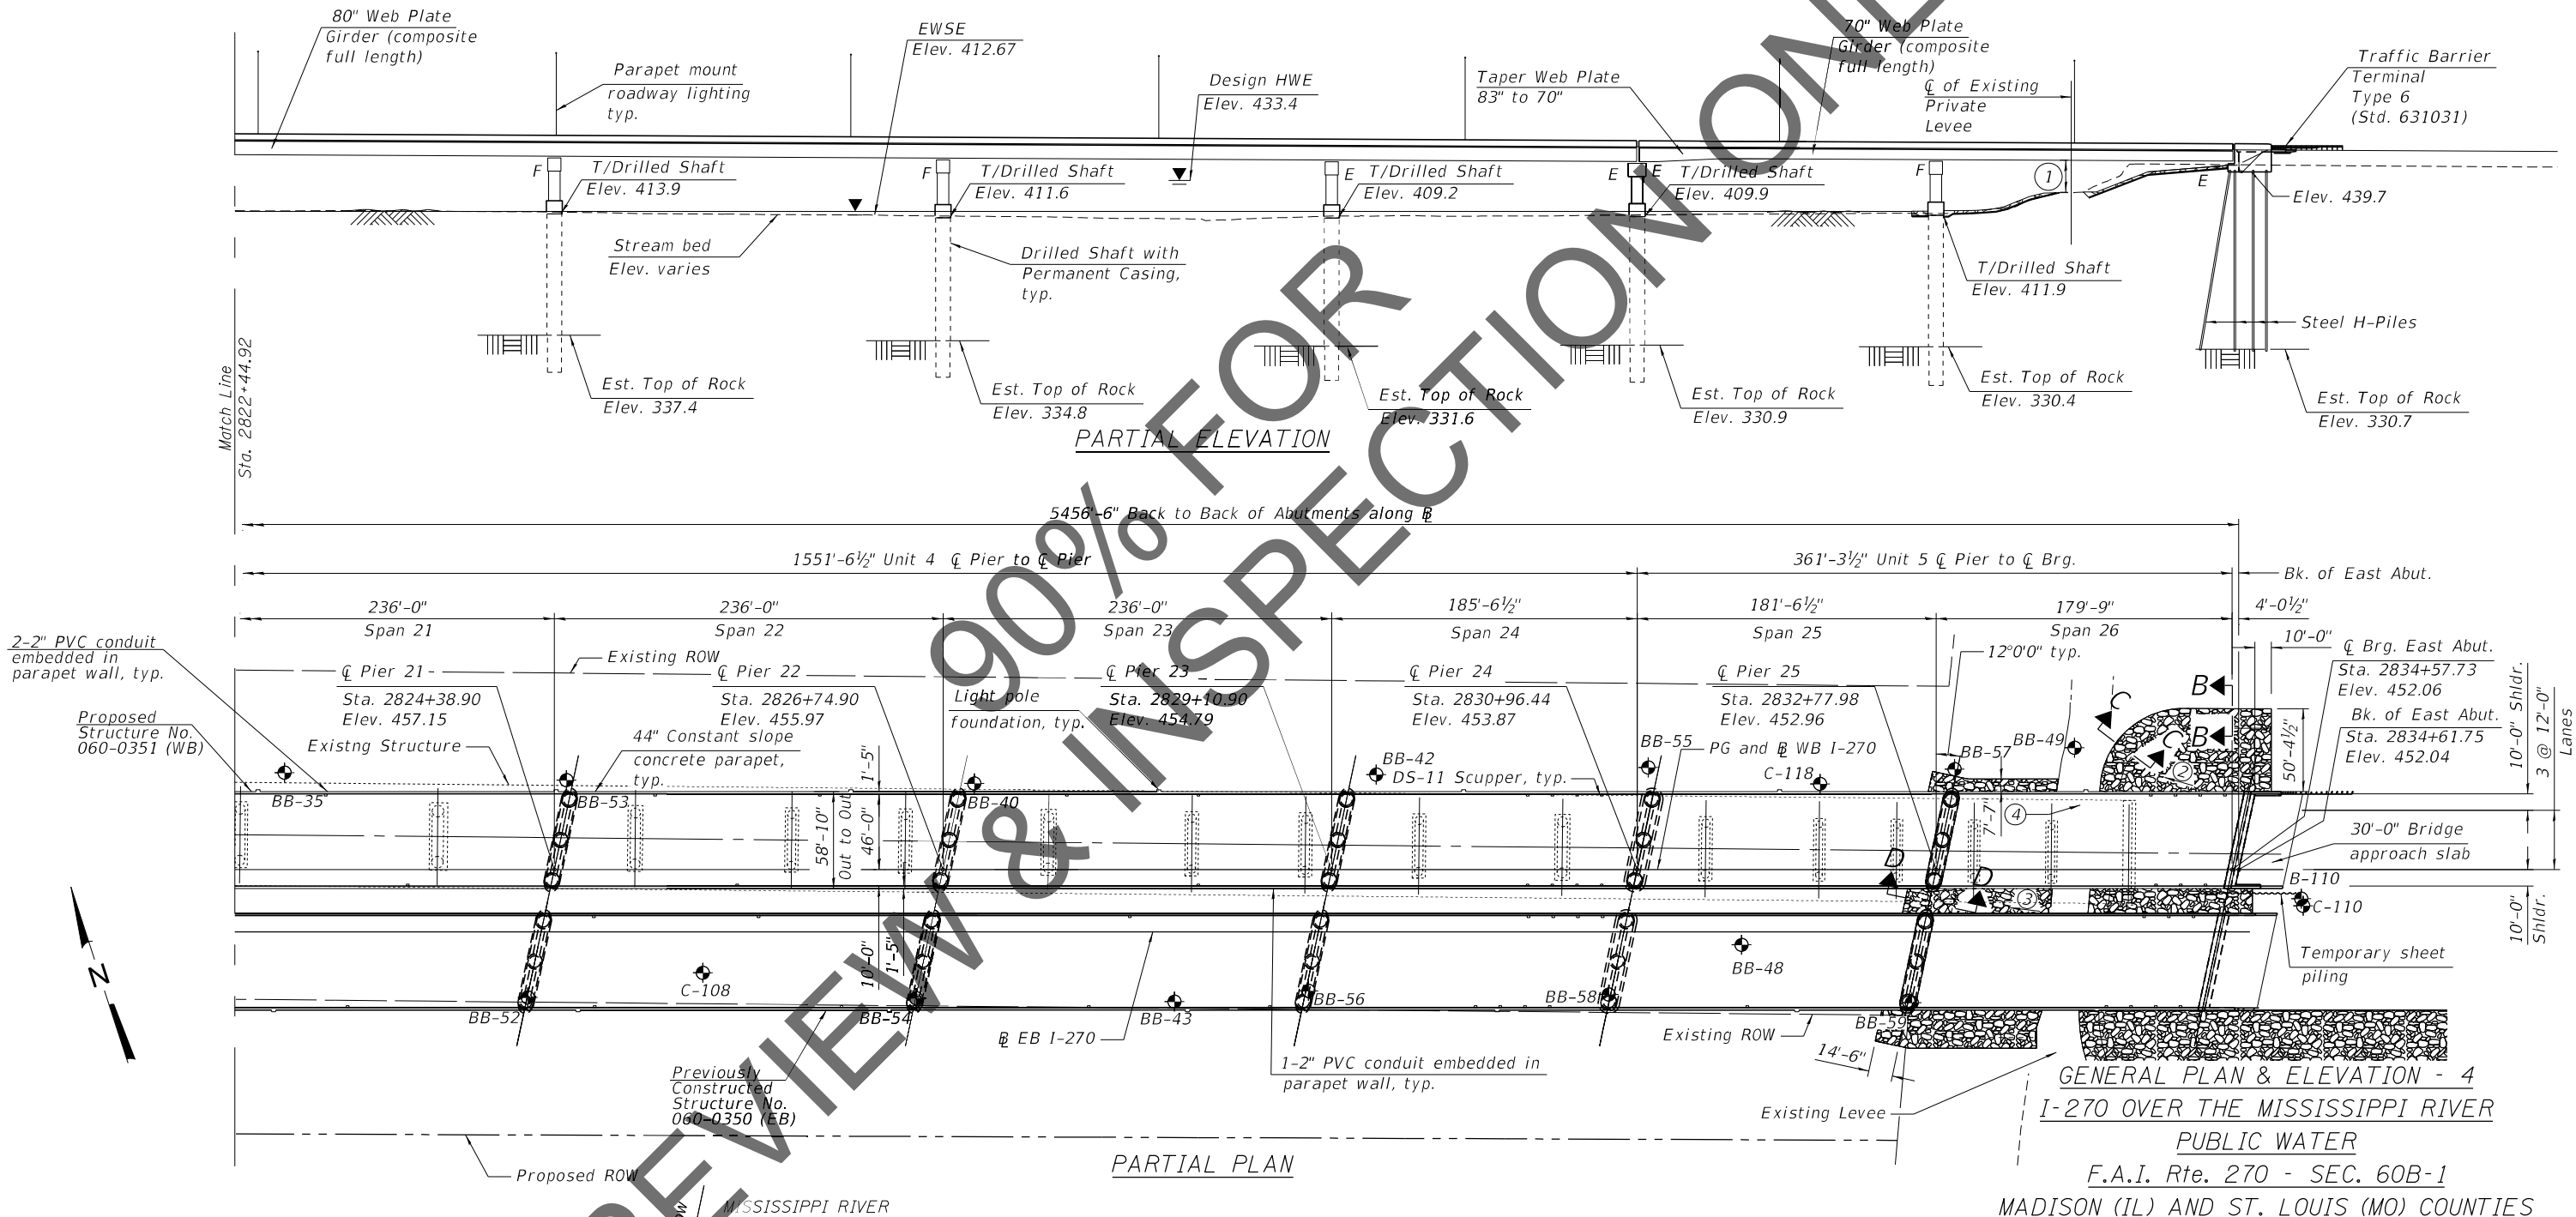 80" Web Plate
Girder (composite
full length)
Parapet mount
roadway lighting
typ.
EWSE
Elev. 412.67
Design HWE
Elev. 433.4
Taper Web Plate
83" to 70"
70" Web Plate
Girder (composite
full length)
℄ of Existing
Private
Levee
Traffic Barrier
Terminal
Type 6
(Std. 631031)
F
T/Drilled Shaft
Elev. 413.9
F
T/Drilled Shaft
Elev. 411.6
E
T/Drilled Shaft
Elev. 409.2
E
E
T/Drilled Shaft
Elev. 409.9
F
1
E
Elev. 439.7
Stream bed
Elev. varies
Drilled Shaft with
Permanent Casing,
typ.
T/Drilled Shaft
Elev. 411.9
Steel H-Piles
Match Line
Sta. 2822+44.92
Est. Top of Rock
Elev. 337.4
Est. Top of Rock
Elev. 334.8
Est. Top of Rock
Elev. 331.6
Est. Top of Rock
Elev. 330.9
Est. Top of Rock
Elev. 330.4
Est. Top of Rock
Elev. 330.7
PARTIAL ELEVATION
90% FOR
REVIEW & INSPECTION ONL
5456'-6" Back to Back of Abutments along ⅊
1551'-6½" Unit 4 ℄ Pier to ℄ Pier
361'-3½" Unit 5 ℄ Pier to ℄ Brg.
Bk. of East Abut.
236'-0"
Span 21
236'-0"
Span 22
236'-0"
Span 23
185'-6½"
Span 24
181'-6½"
Span 25
179'-9"
Span 26
4'-0½"
10'-0"
2-2" PVC conduit
embedded in
parapet wall, typ.
Existing ROW
12°0'0" typ.
℄ Pier 21
Sta. 2824+38.90
Elev. 457.15
℄ Pier 22
Sta. 2826+74.90
Elev. 455.97
Light pole
foundation, typ.
℄ Pier 23
Sta. 2829+10.90
Elev. 454.79
℄ Pier 24
Sta. 2830+96.44
Elev. 453.87
℄ Pier 25
Sta. 2832+77.98
Elev. 452.96
℄ Brg. East Abut.
Sta. 2834+57.73
Elev. 452.06
Bk. of East Abut.
Sta. 2834+61.75
Elev. 452.04
Proposed
Structure No.
060-0351 (WB)
Existng Structure
44" Constant slope
concrete parapet,
typ.
1'-5"
BB-42
DS-11 Scupper, typ.
BB-55
PG and ⅊ WB I-270
C-118
BB-57
BB-49
C
C
B
B
2
50'-4½"
10'-0" Shldr.
3 @ 12'-0"
Lanes
BB-35
BB-53
BB-40
58'-10"
Out to Out
46'-0"
7'-7"
4
30'-0" Bridge
approach slab
D
D
3
B-110
C-110
10'-0"
Shldr.
N
10'-0"
1'-5"
C-108
BB-48
Temporary sheet
piling
BB-52
BB-54
BB-43
BB-56
BB-58
BB-59
⅊ EB I-270
Existing ROW
14'-6"
1-2" PVC conduit embedded in
parapet wall, typ.
Previously
Constructed
Structure No.
060-0350 (EB)
Existing Levee
Proposed ROW
PARTIAL PLAN
MISSISSIPPI RIVER
GENERAL PLAN & ELEVATION - 4
I-270 OVER THE MISSISSIPPI RIVER
PUBLIC WATER
F.A.I. Rte. 270 - SEC. 60B-1
MADISON (IL) AND ST. LOUIS (MO) COUNTIES